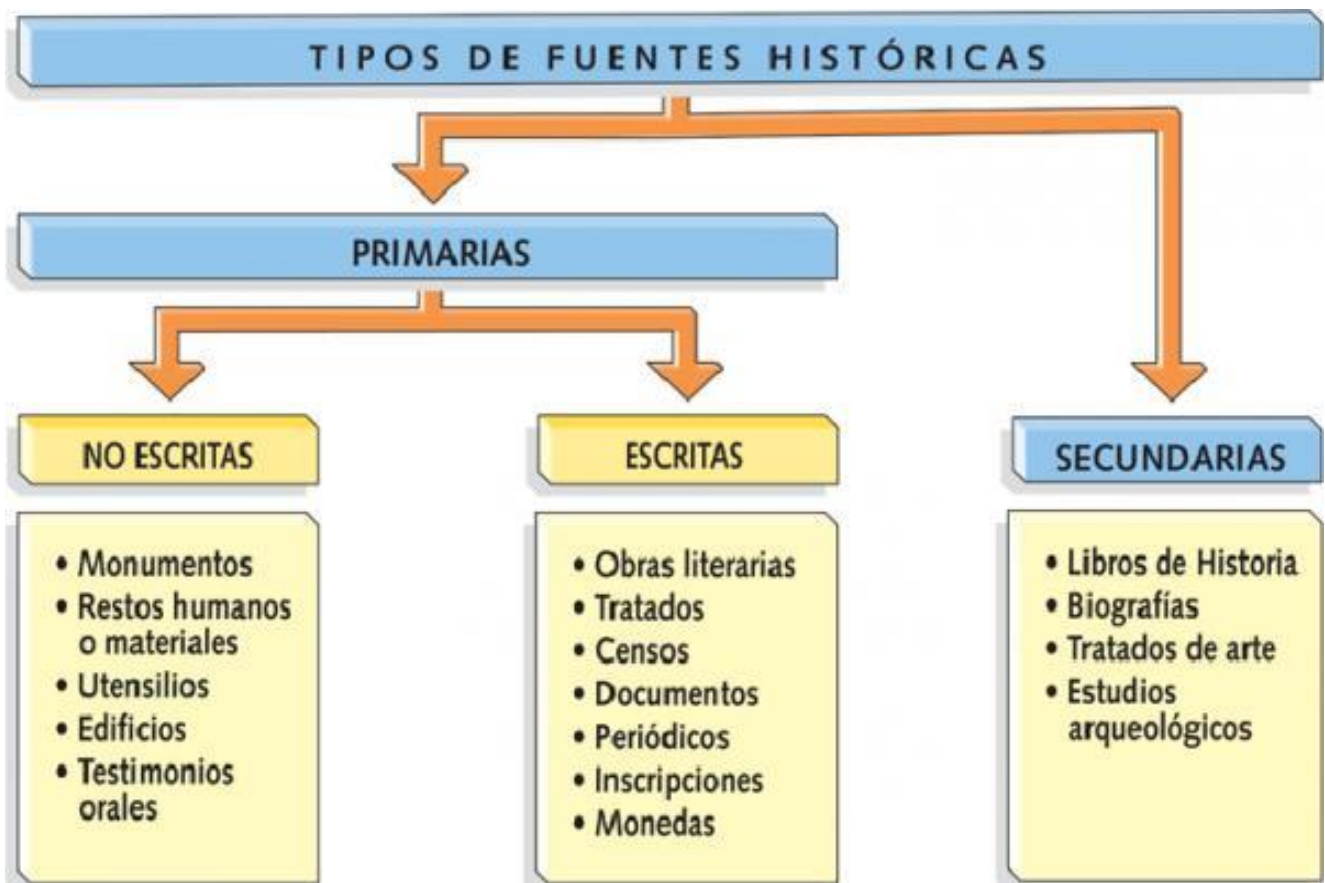 TIPOS DE FUENTES HISTÓRICAS
PRIMARIAS
NO ESCRITAS
• Monumentos
• Restos humanos
o materiales
• Utensilios
• Edificios
• Testimonios
orales
ESCRITAS
• Obras literarias
• Tratados
• Censos
• Documentos
• Periódicos
• Inscripciones
• Monedas
SECUNDARIAS
• Libros de Historia
• Biografías
• Tratados de arte
• Estudios
arqueológicos